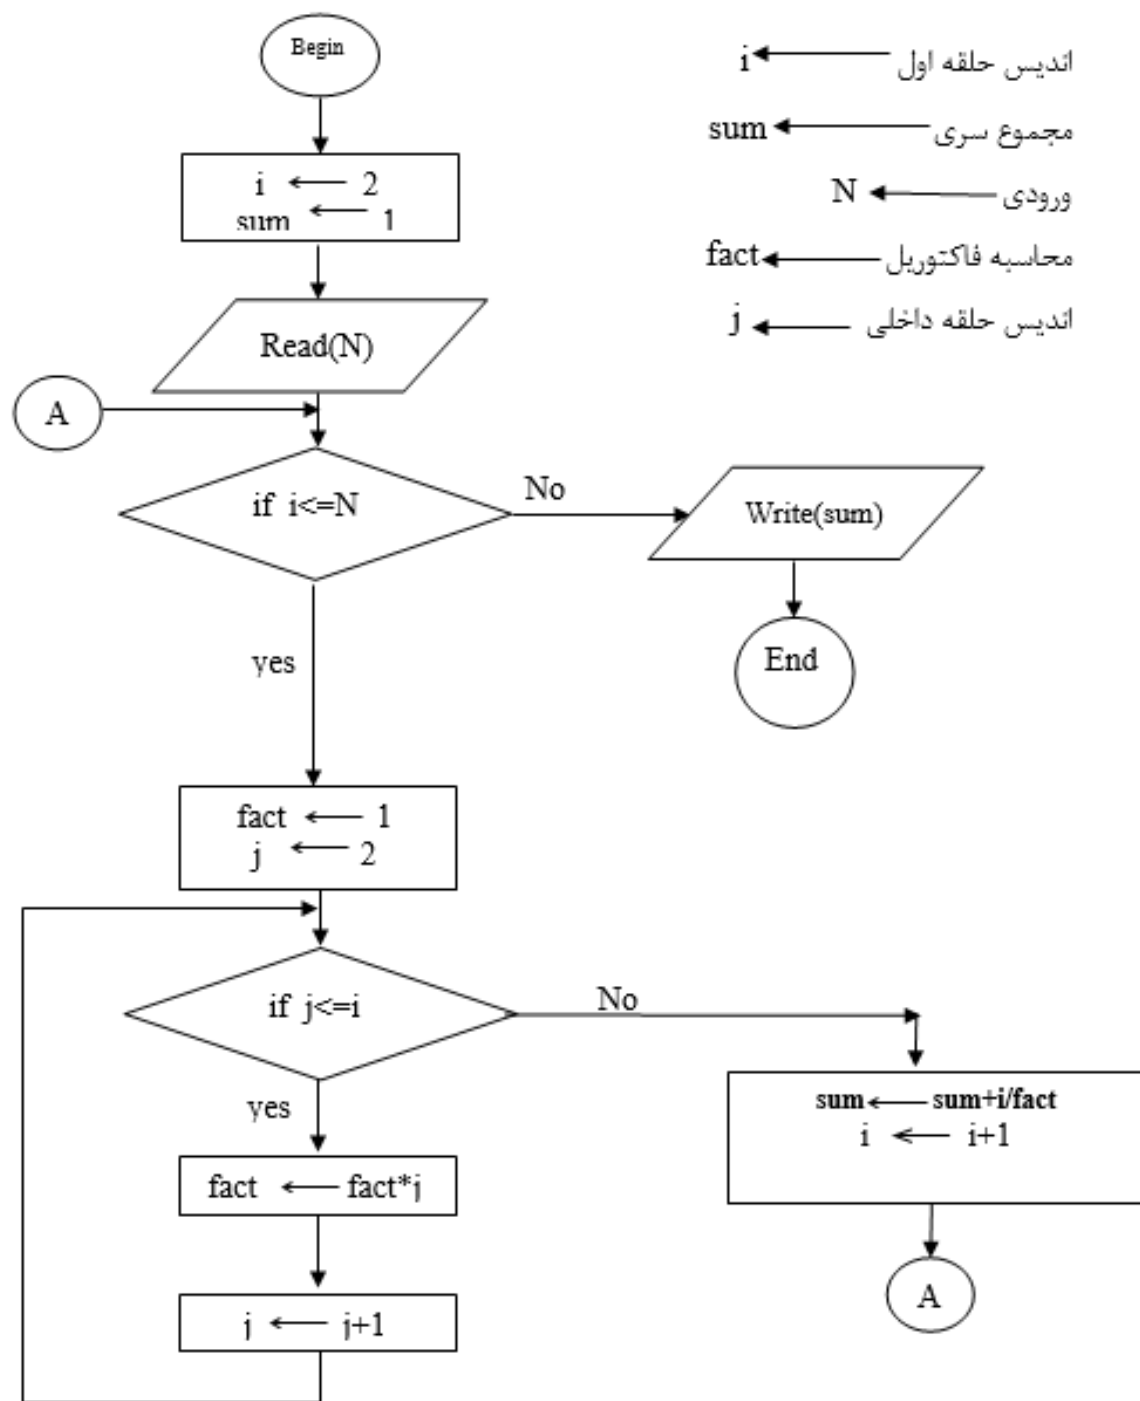 Begin
i ← 2
sum ← 1
Read(N)
A
if i<=N
No
Write(sum)
End
yes
fact ← 1
j ← 2
if j<=i
No
yes
sum ← sum+i/fact
i ← i+1
fact ← fact*j
j ← j+1
A
i ← اندیس حلقه اول
sum ← مجموع سری
N ← ورودی
fact ← محاسبه فاکتوریل
j ← اندیس حلقه داخلی